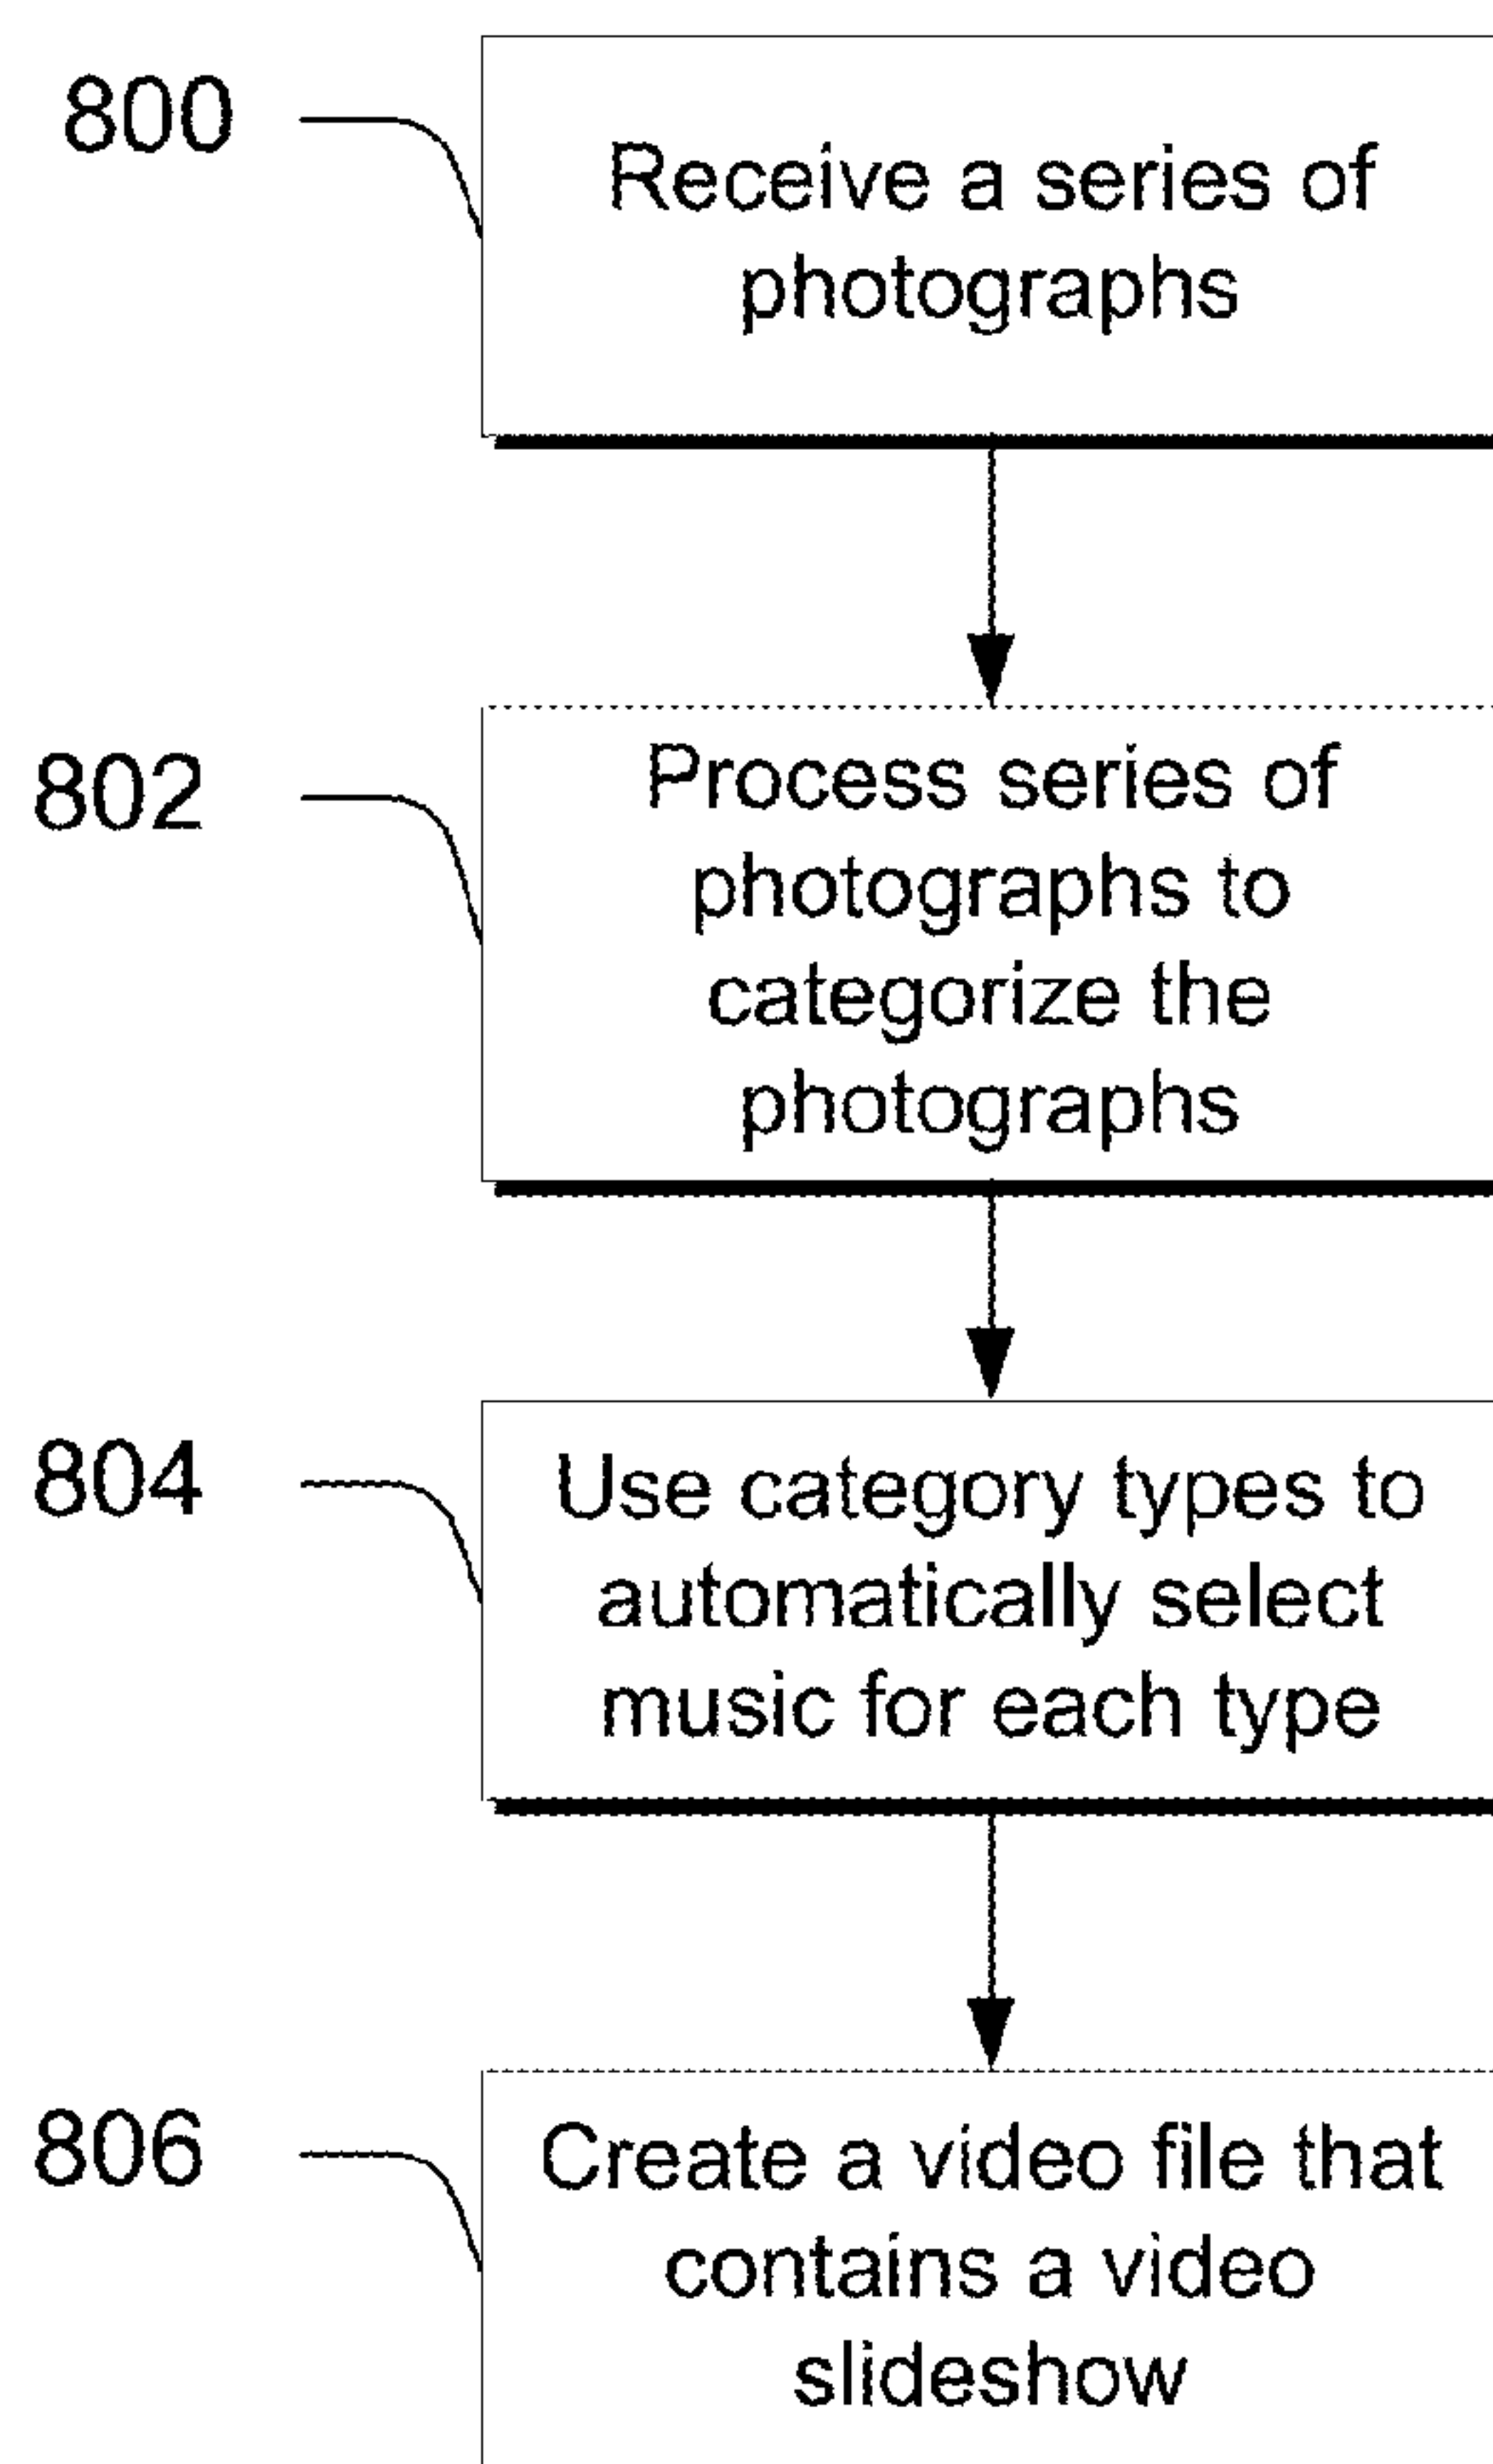 800
Receive a series of
photographs
802
Process series of
photographs to
categorize the
photographs
804
Use category types to
automatically select
music for each type
806
Create a video file that
contains a video
slideshow